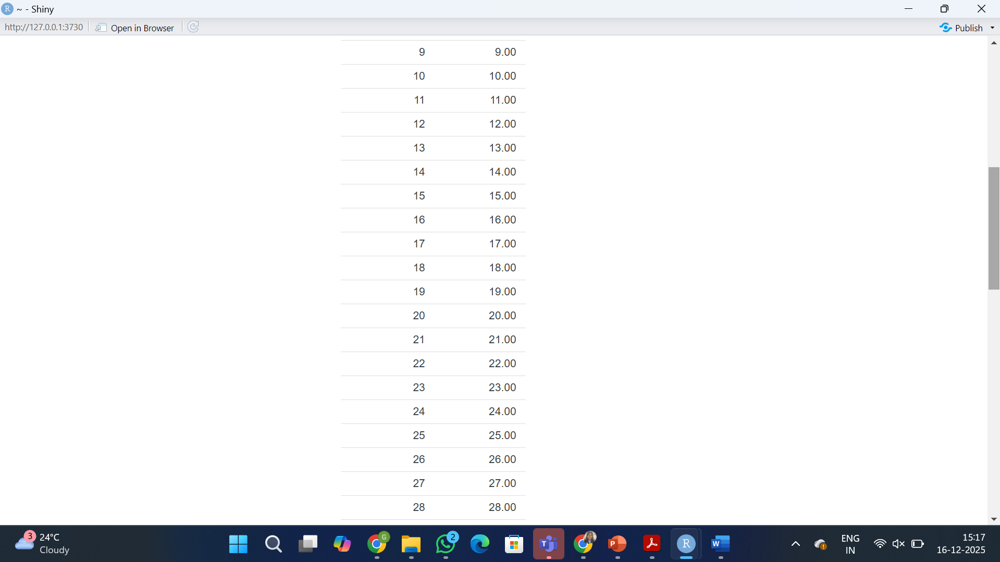 R ~ - Shiny
http://127.0.0.1:3730 Open in Browser Publish
9 9.00
10 10.00
11 11.00
12 12.00
13 13.00
14 14.00
15 15.00
16 16.00
17 17.00
18 18.00
19 19.00
20 20.00
21 21.00
22 22.00
23 23.00
24 24.00
25 25.00
26 26.00
27 27.00
28 28.00
3 24°C
Cloudy
G
2
T
P
R
W
ENG
IN
15:17
16-12-2025